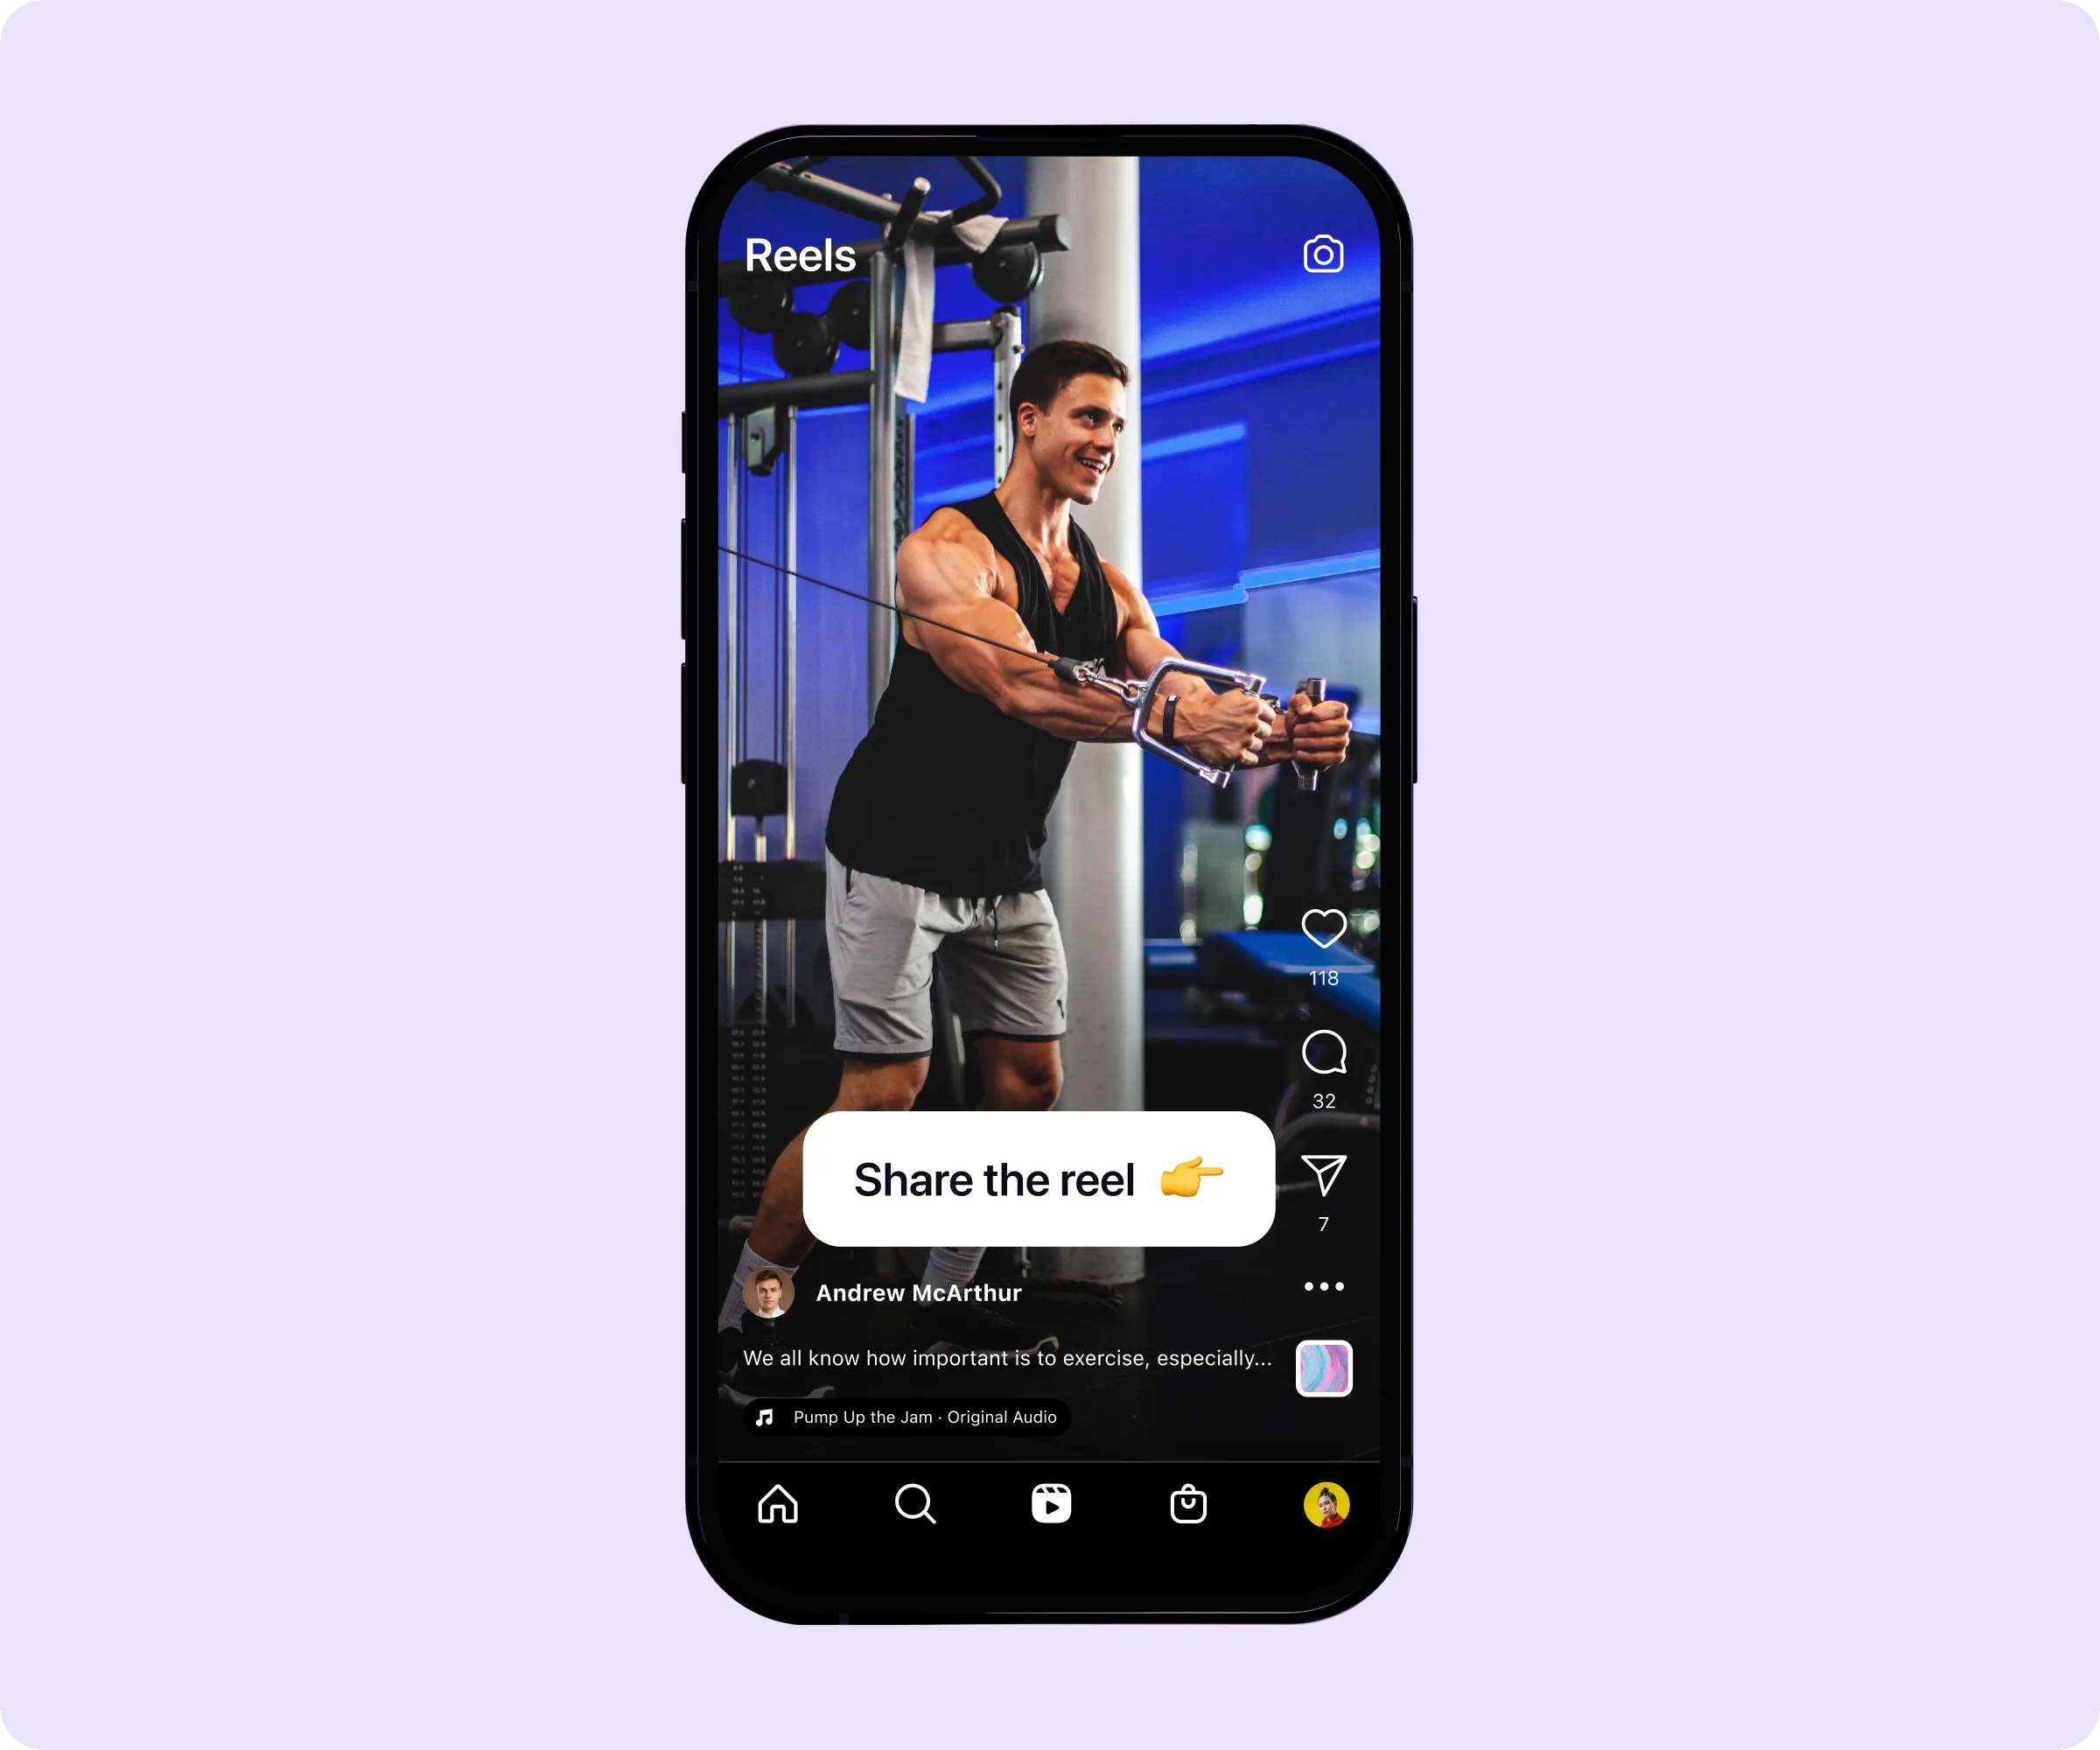 Reels
118
32
Share the reel 👉
7
Andrew McArthur
We all know how important is to exercise, especially...
Pump Up the Jam · Original Audio